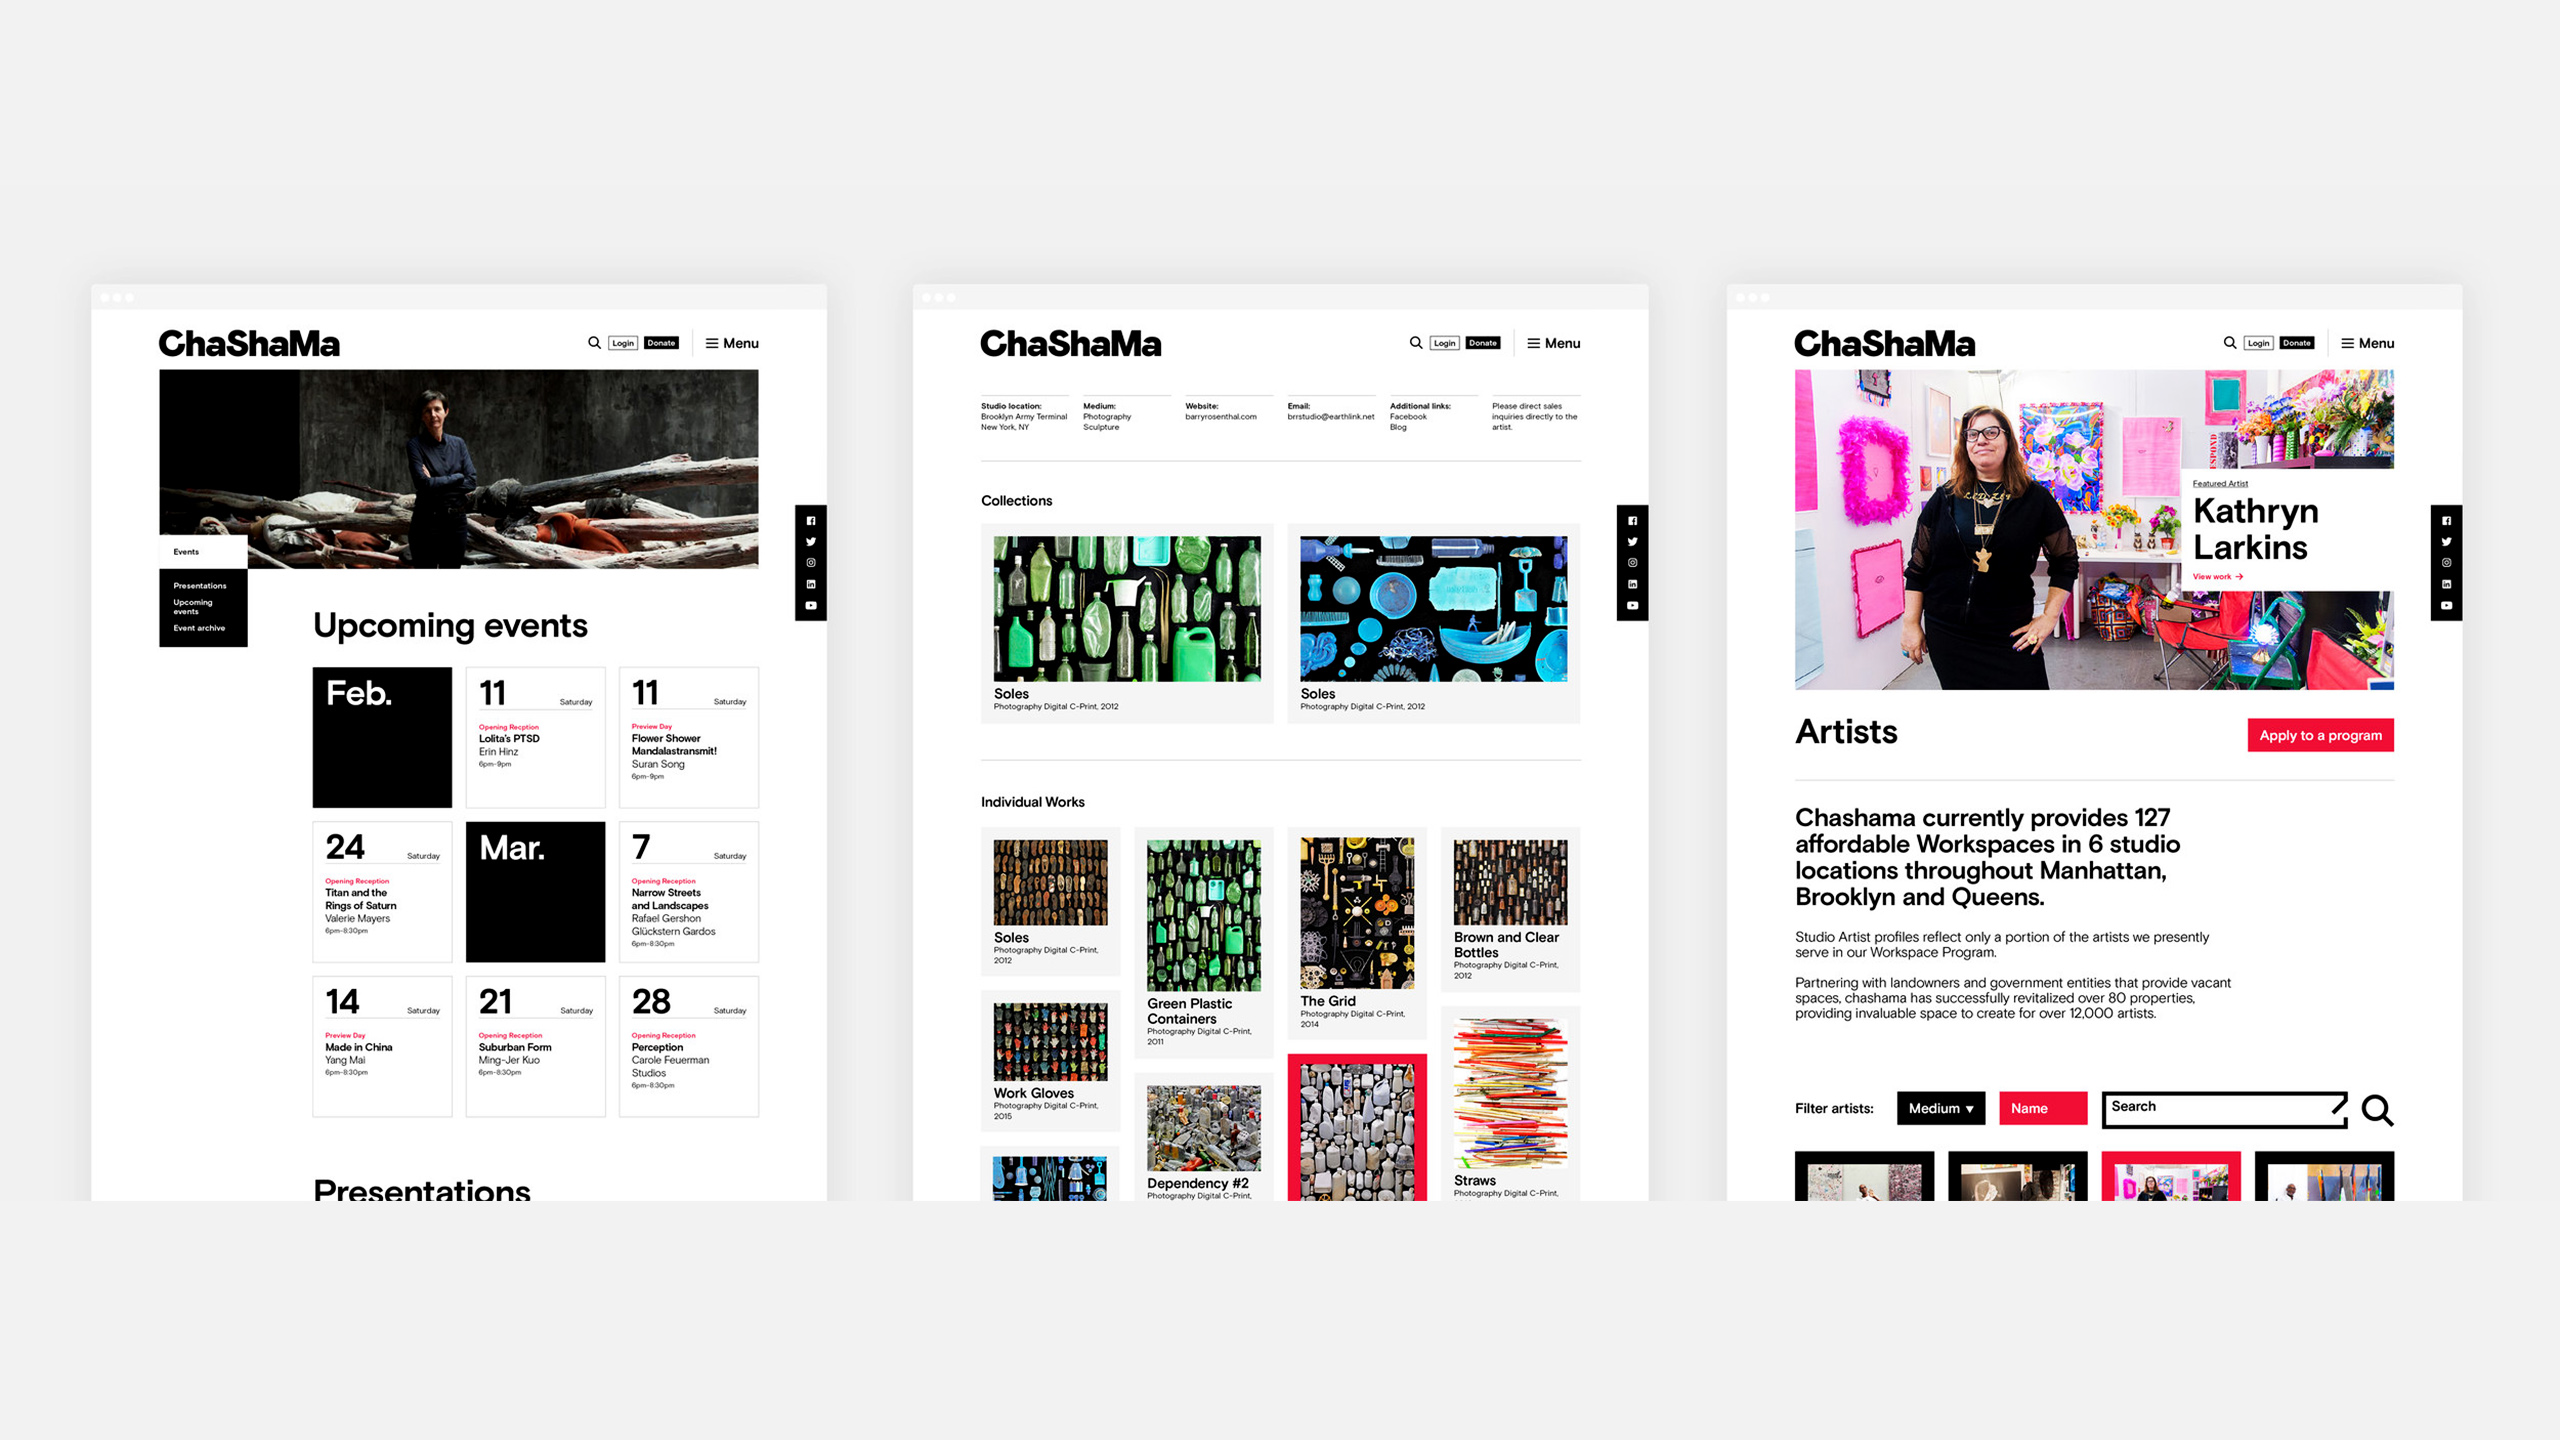 ChaShaMa
Login
Donate
Menu
Events
Presentations
Upcoming
events
Event archive
Upcoming events
Feb.
11
Saturday
Opening Recption
Lolita's PTSD
Erin Hinz
6pm-9pm
11
Saturday
Preview Day
Flower Shower
Mandalastransmit!
Suran Song
6pm-9pm
24
Saturday
Opening Reception
Titan and the
Rings of Saturn
Valerie Mayers
6pm-8:30pm
Mar.
7
Saturday
Opening Reception
Narrow Streets
and Landscapes
Rafael Gershon
Glückstern Gardos
6pm-8:30pm
14
Saturday
Preview Day
Made in China
Yang Mai
6pm-8:30pm
21
Saturday
Opening Reception
Suburban Form
Ming-Jer Kuo
6pm-8:30pm
28
Saturday
Opening Reception
Perception
Carole Feuerman
Studios
6pm-8:30pm
Presentations
ChaShaMa
Login
Donate
Menu
Studio location:
Brooklyn Army Terminal
New York, NY
Medium:
Photography
Sculpture
Website:
barryrosenthal.com
Email:
brrstudio@earthlink.net
Additional links:
Facebook
Blog
Please direct sales
inquiries directly to the
artist.
Collections
Soles
Photography Digital C-Print, 2012
Soles
Photography Digital C-Print, 2012
Individual Works
Soles
Photography Digital C-Print,
2012
Green Plastic
Containers
Photography Digital C-Print,
2011
The Grid
Photography Digital C-Print,
2014
Brown and Clear
Bottles
Photography Digital C-Print,
2012
Work Gloves
Photography Digital C-Print,
2015
Dependency #2
Photography Digital C-Print,
Straws
Photography Digital C-Print,
ChaShaMa
Login
Donate
Menu
Featured Artist
Kathryn
Larkins
View work →
Artists
Apply to a program
Chashama currently provides 127
affordable Workspaces in 6 studio
locations throughout Manhattan,
Brooklyn and Queens.
Studio Artist profiles reflect only a portion of the artists we presently
serve in our Workspace Program.
Partnering with landowners and government entities that provide vacant
spaces, chashama has successfully revitalized over 80 properties,
providing invaluable space to create for over 12,000 artists.
Filter artists:
Medium ▼
Name
Search